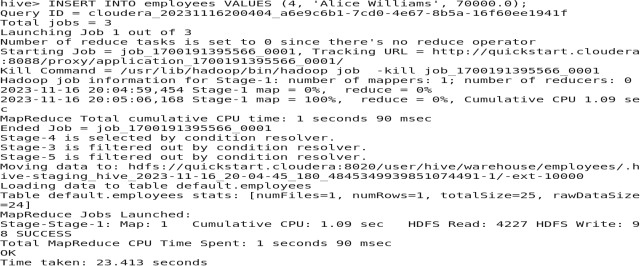 hive> INSERT INTO employees VALUES (4, 'Alice Williams', 70000.0);
Query ID = cloudera_20231116200404_a6e9c6b1-7cd0-4e67-8b5a-16f60ee1941f
Total jobs = 3
Launching Job 1 out of 3
Number of reduce tasks is set to 0 since there's no reduce operator
Starting Job = job_1700191395566_0001, Tracking URL = http://quickstart.cloudera
:8088/proxy/application_1700191395566_0001/
Kill Command = /usr/lib/hadoop/bin/hadoop job  -kill job_1700191395566_0001
Hadoop job information for Stage-1: number of mappers: 1; number of reducers: 0
2023-11-16 20:04:59,454 Stage-1 map = 0%,  reduce = 0%
2023-11-16 20:05:06,168 Stage-1 map = 100%,  reduce = 0%, Cumulative CPU 1.09 se
c
MapReduce Total cumulative CPU time: 1 seconds 90 msec
Ended Job = job_1700191395566_0001
Stage-4 is selected by condition resolver.
Stage-3 is filtered out by condition resolver.
Stage-5 is filtered out by condition resolver.
Moving data to: hdfs://quickstart.cloudera:8020/user/hive/warehouse/employees/.h
ive-staging_hive_2023-11-16_20-04-45_180_4845349939851074491-1/-ext-10000
Loading data to table default.employees
Table default.employees stats: [numFiles=1, numRows=1, totalSize=25, rawDataSize
=24]
MapReduce Jobs Launched:
Stage-Stage-1: Map: 1   Cumulative CPU: 1.09 sec   HDFS Read: 4227 HDFS Write: 9
8 SUCCESS
Total MapReduce CPU Time Spent: 1 seconds 90 msec
OK
Time taken: 23.413 seconds